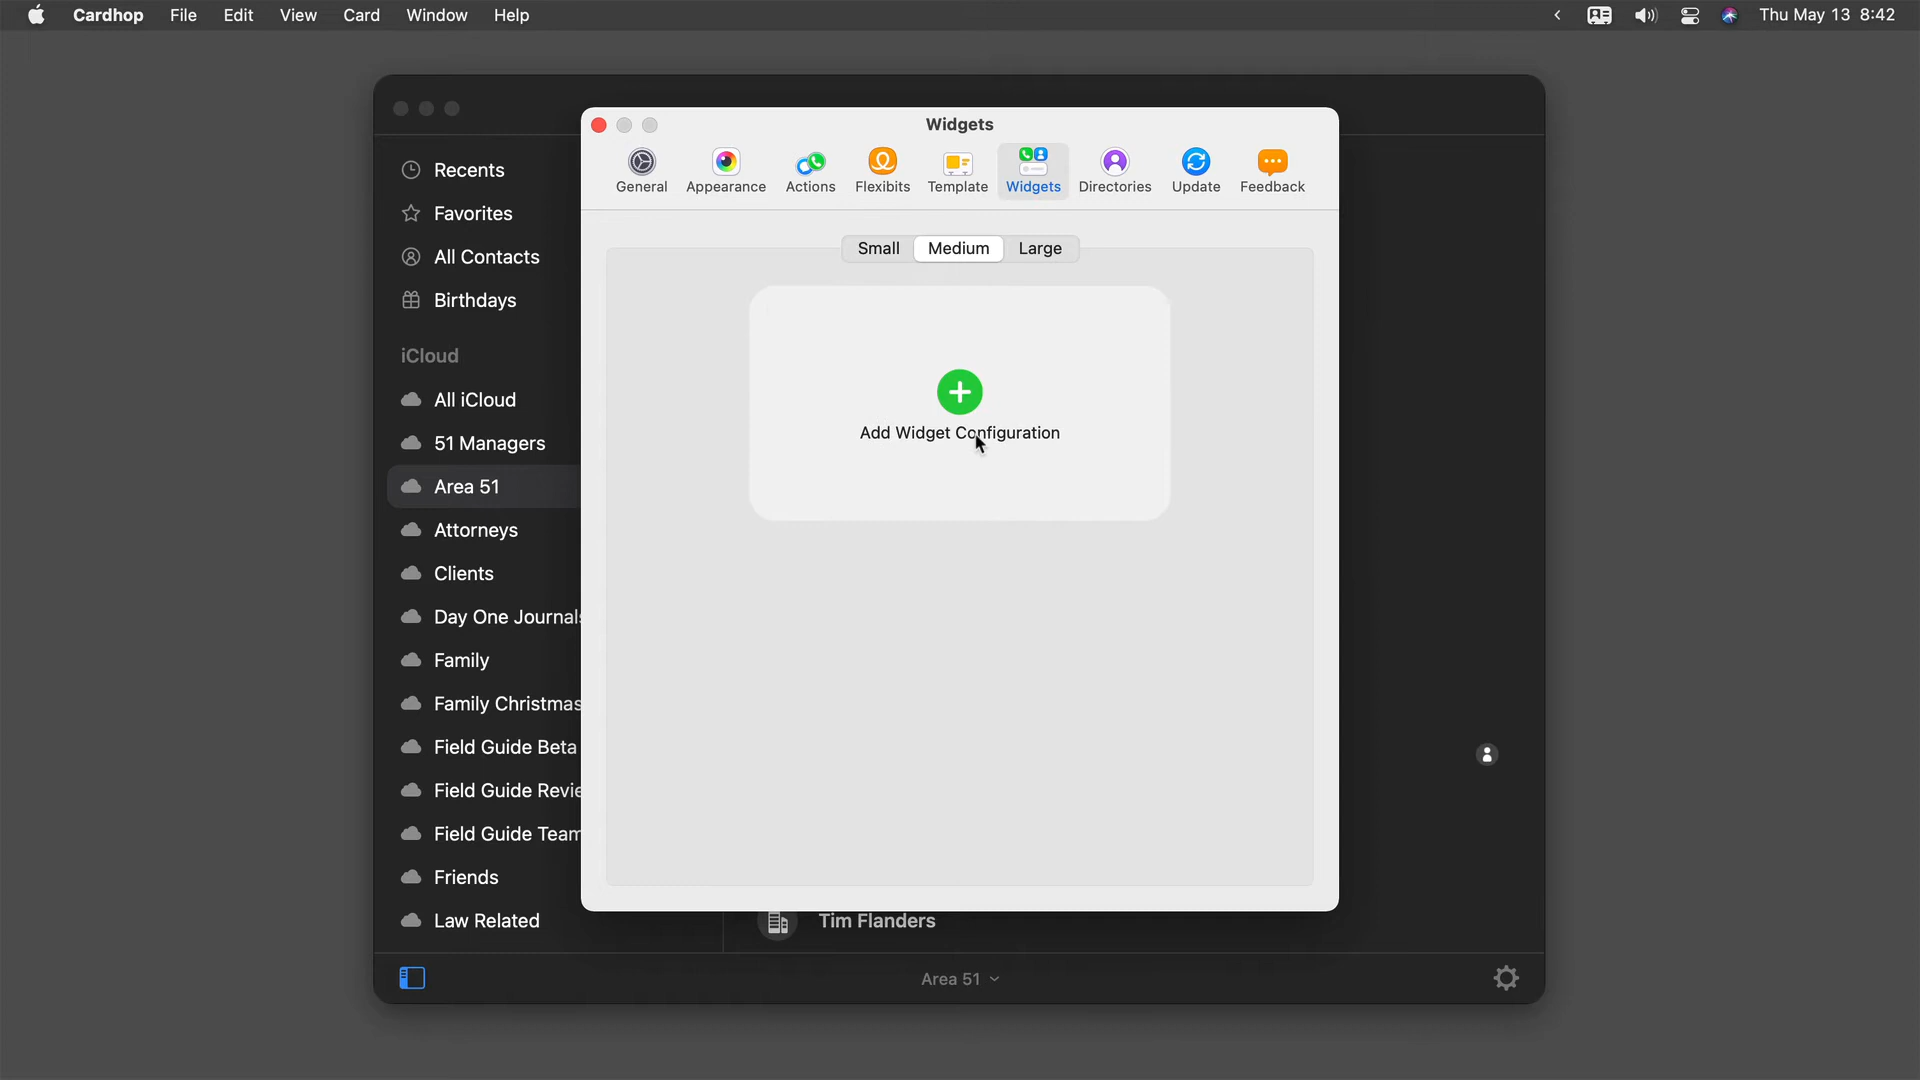 Cardhop File Edit View Card Window Help
Thu May 13 8:42
Widgets
General Appearance Actions Flexibits Template Widgets Directories Update Feedback
Small Medium Large
Add Widget Configuration
Recents
Favorites
All Contacts
Birthdays
iCloud
All iCloud
51 Managers
Area 51
Attorneys
Clients
Day One Journals
Family
Family Christmas
Field Guide Beta
Field Guide Revie
Field Guide Team
Friends
Law Related
Tim Flanders
Area 51